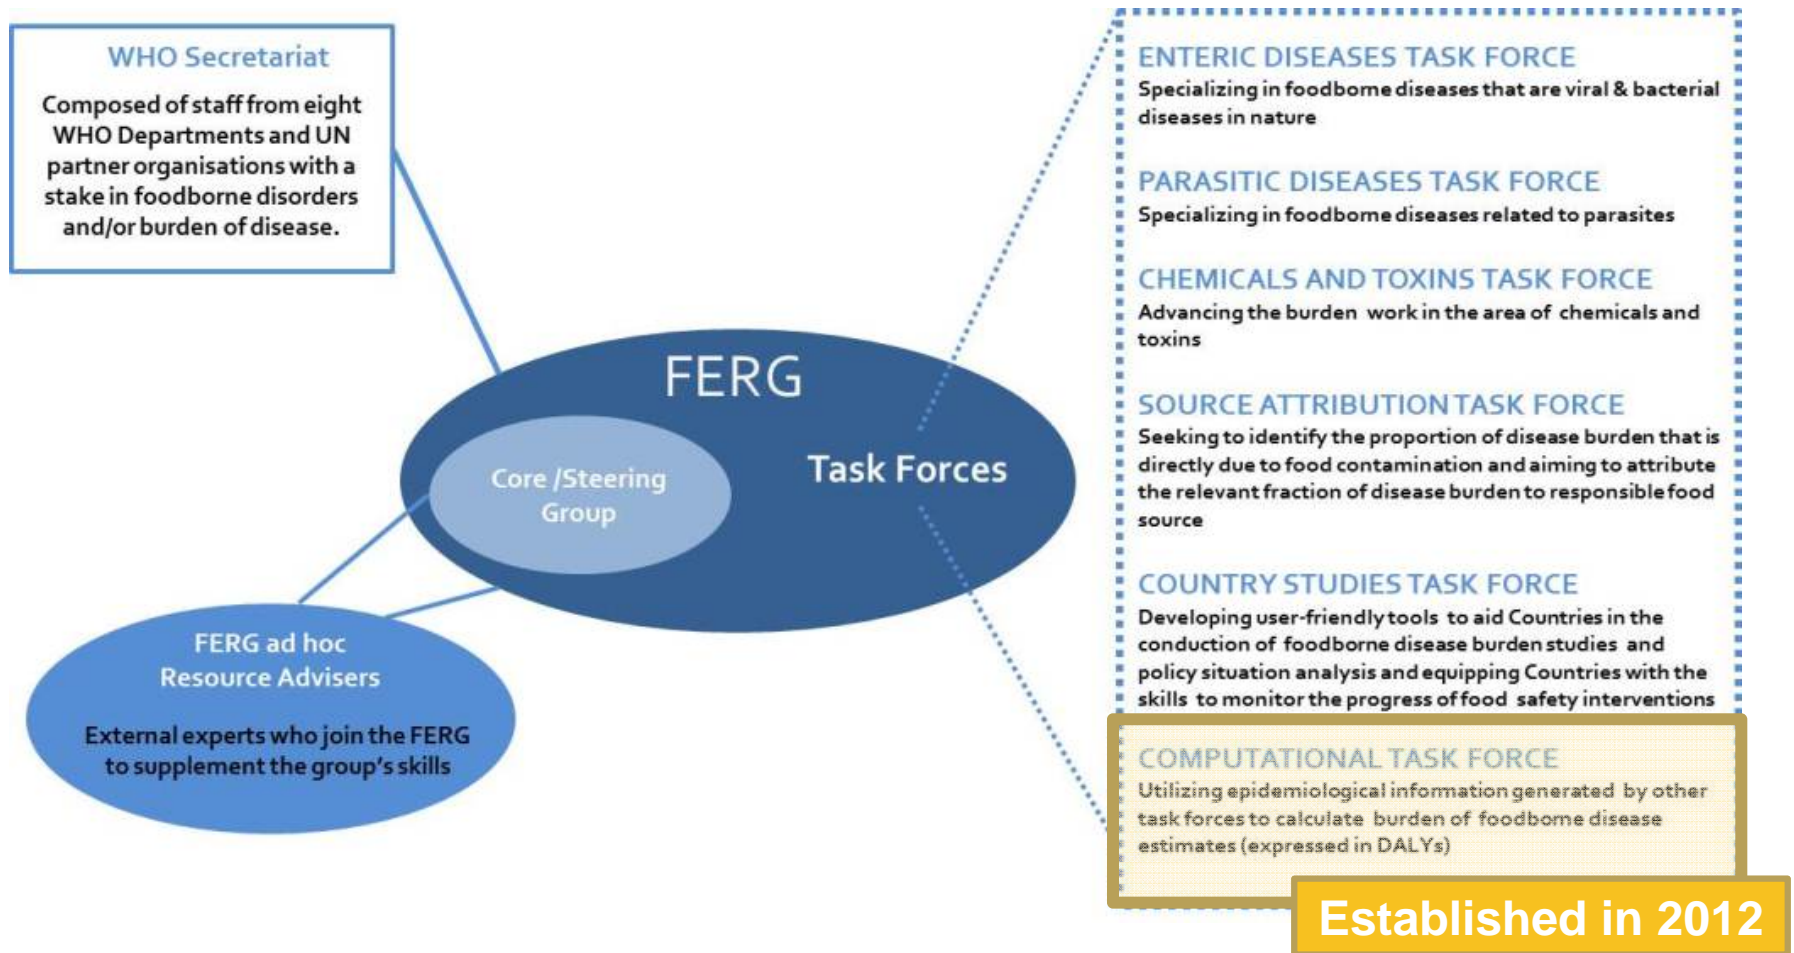 WHO Secretariat
Composed of staff from eight
WHO Departments and UN
partner organisations with a
stake in foodborne disorders
and/or burden of disease.
FERG
Core /Steering
Group
Task Forces
FERG ad hoc
Resource Advisers
External experts who join the FERG
to supplement the group's skills
ENTERIC DISEASES TASK FORCE
Specializing in foodborne diseases that are viral & bacterial
diseases in nature
PARASITIC DISEASES TASK FORCE
Specializing in foodborne diseases related to parasites
CHEMICALS AND TOXINS TASK FORCE
Advancing the burden work in the area of chemicals and
toxins
SOURCE ATTRIBUTION TASK FORCE
Seeking to identify the proportion of disease burden that is
directly due to food contamination and aiming to attribute
the relevant fraction of disease burden to responsible food
source
COUNTRY STUDIES TASK FORCE
Developing user-friendly tools to aid Countries in the
conduction of foodborne disease burden studies and
policy situation analysis and equipping Countries with the
skills to monitor the progress of food safety interventions
COMPUTATIONAL TASK FORCE
Utilizing epidemiological information generated by other
task forces to calculate burden of foodborne disease
estimates (expressed in DALYs)
Established in 2012